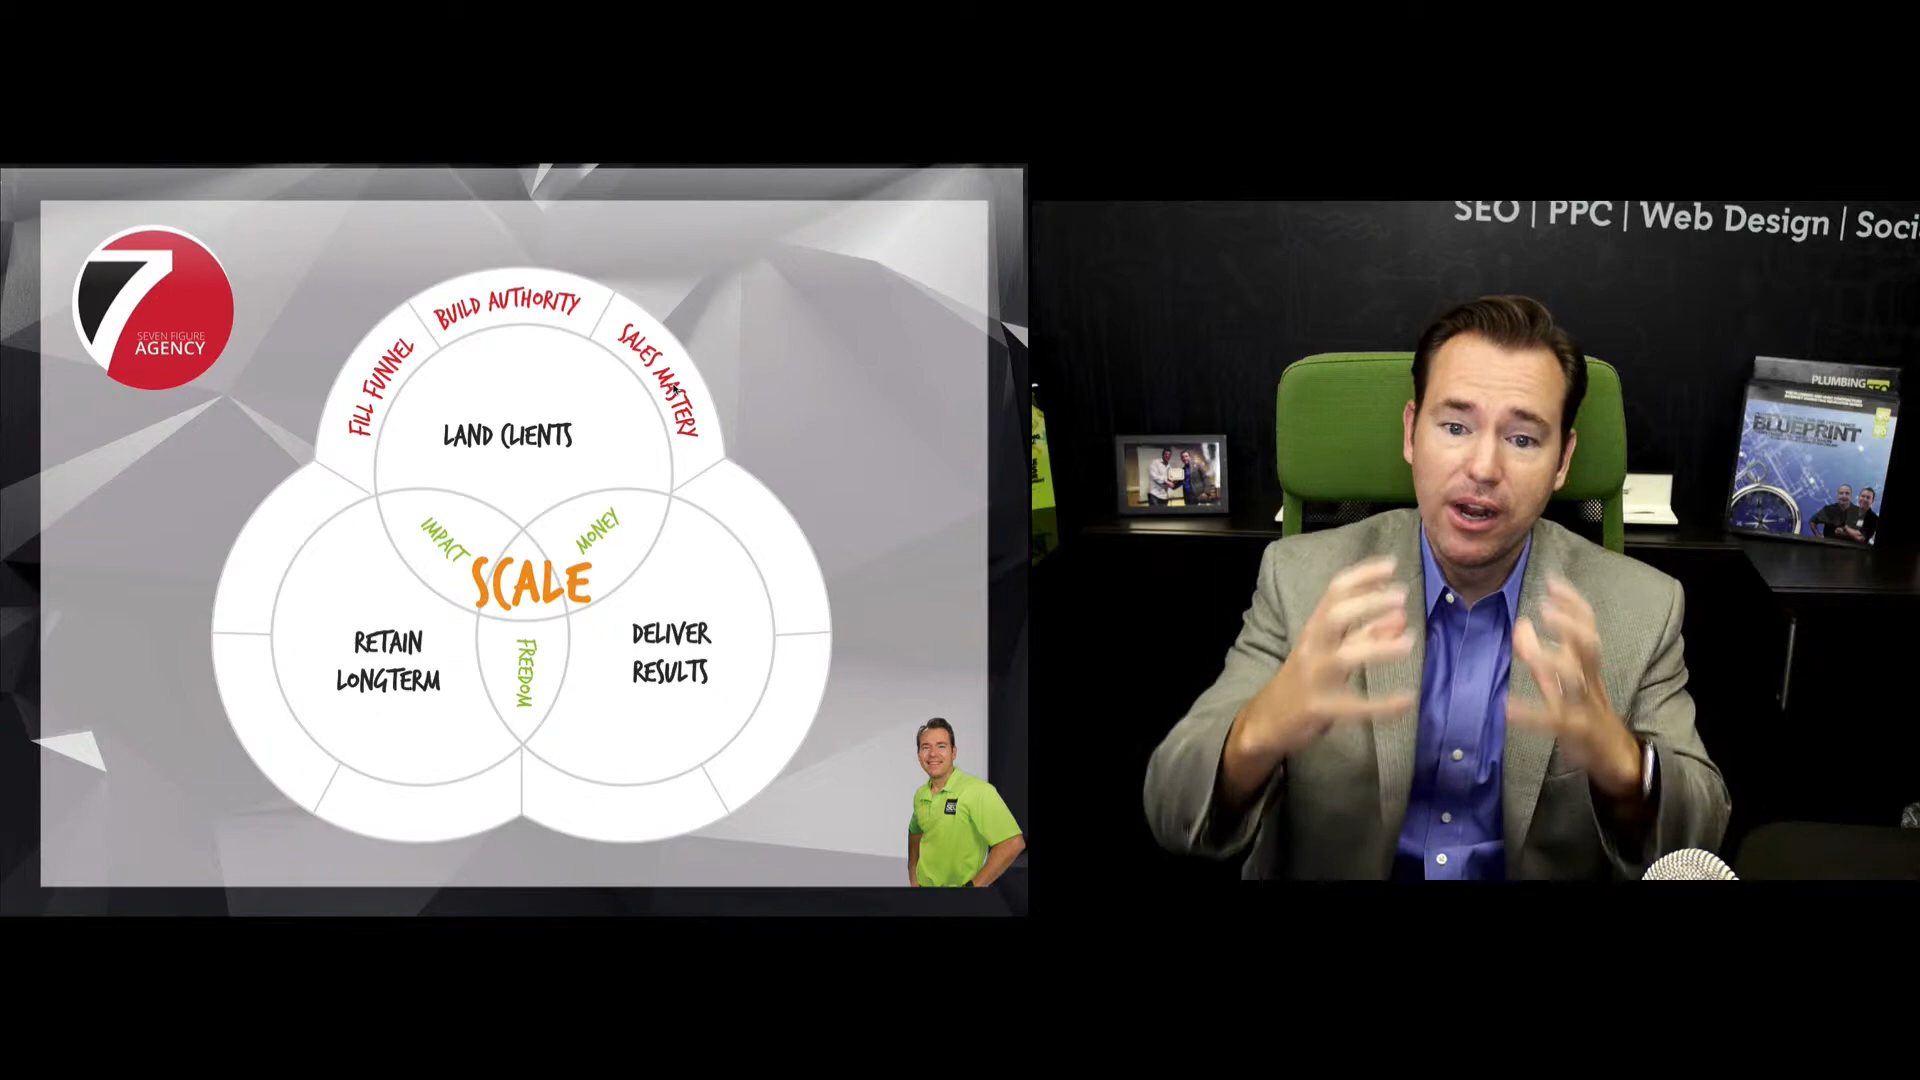 SEVEN FIGURE
AGENCY
FILL FUNNEL
BUILD AUTHORITY
SALES MASTERY
LAND CLIENTS
IMPACT
MONEY
SCALE
RETAIN
LONGTERM
DELIVER
RESULTS
FREEDOM
SEO | PPC | Web Design | Soci
PLUMBING SEO
BLUEPRINT